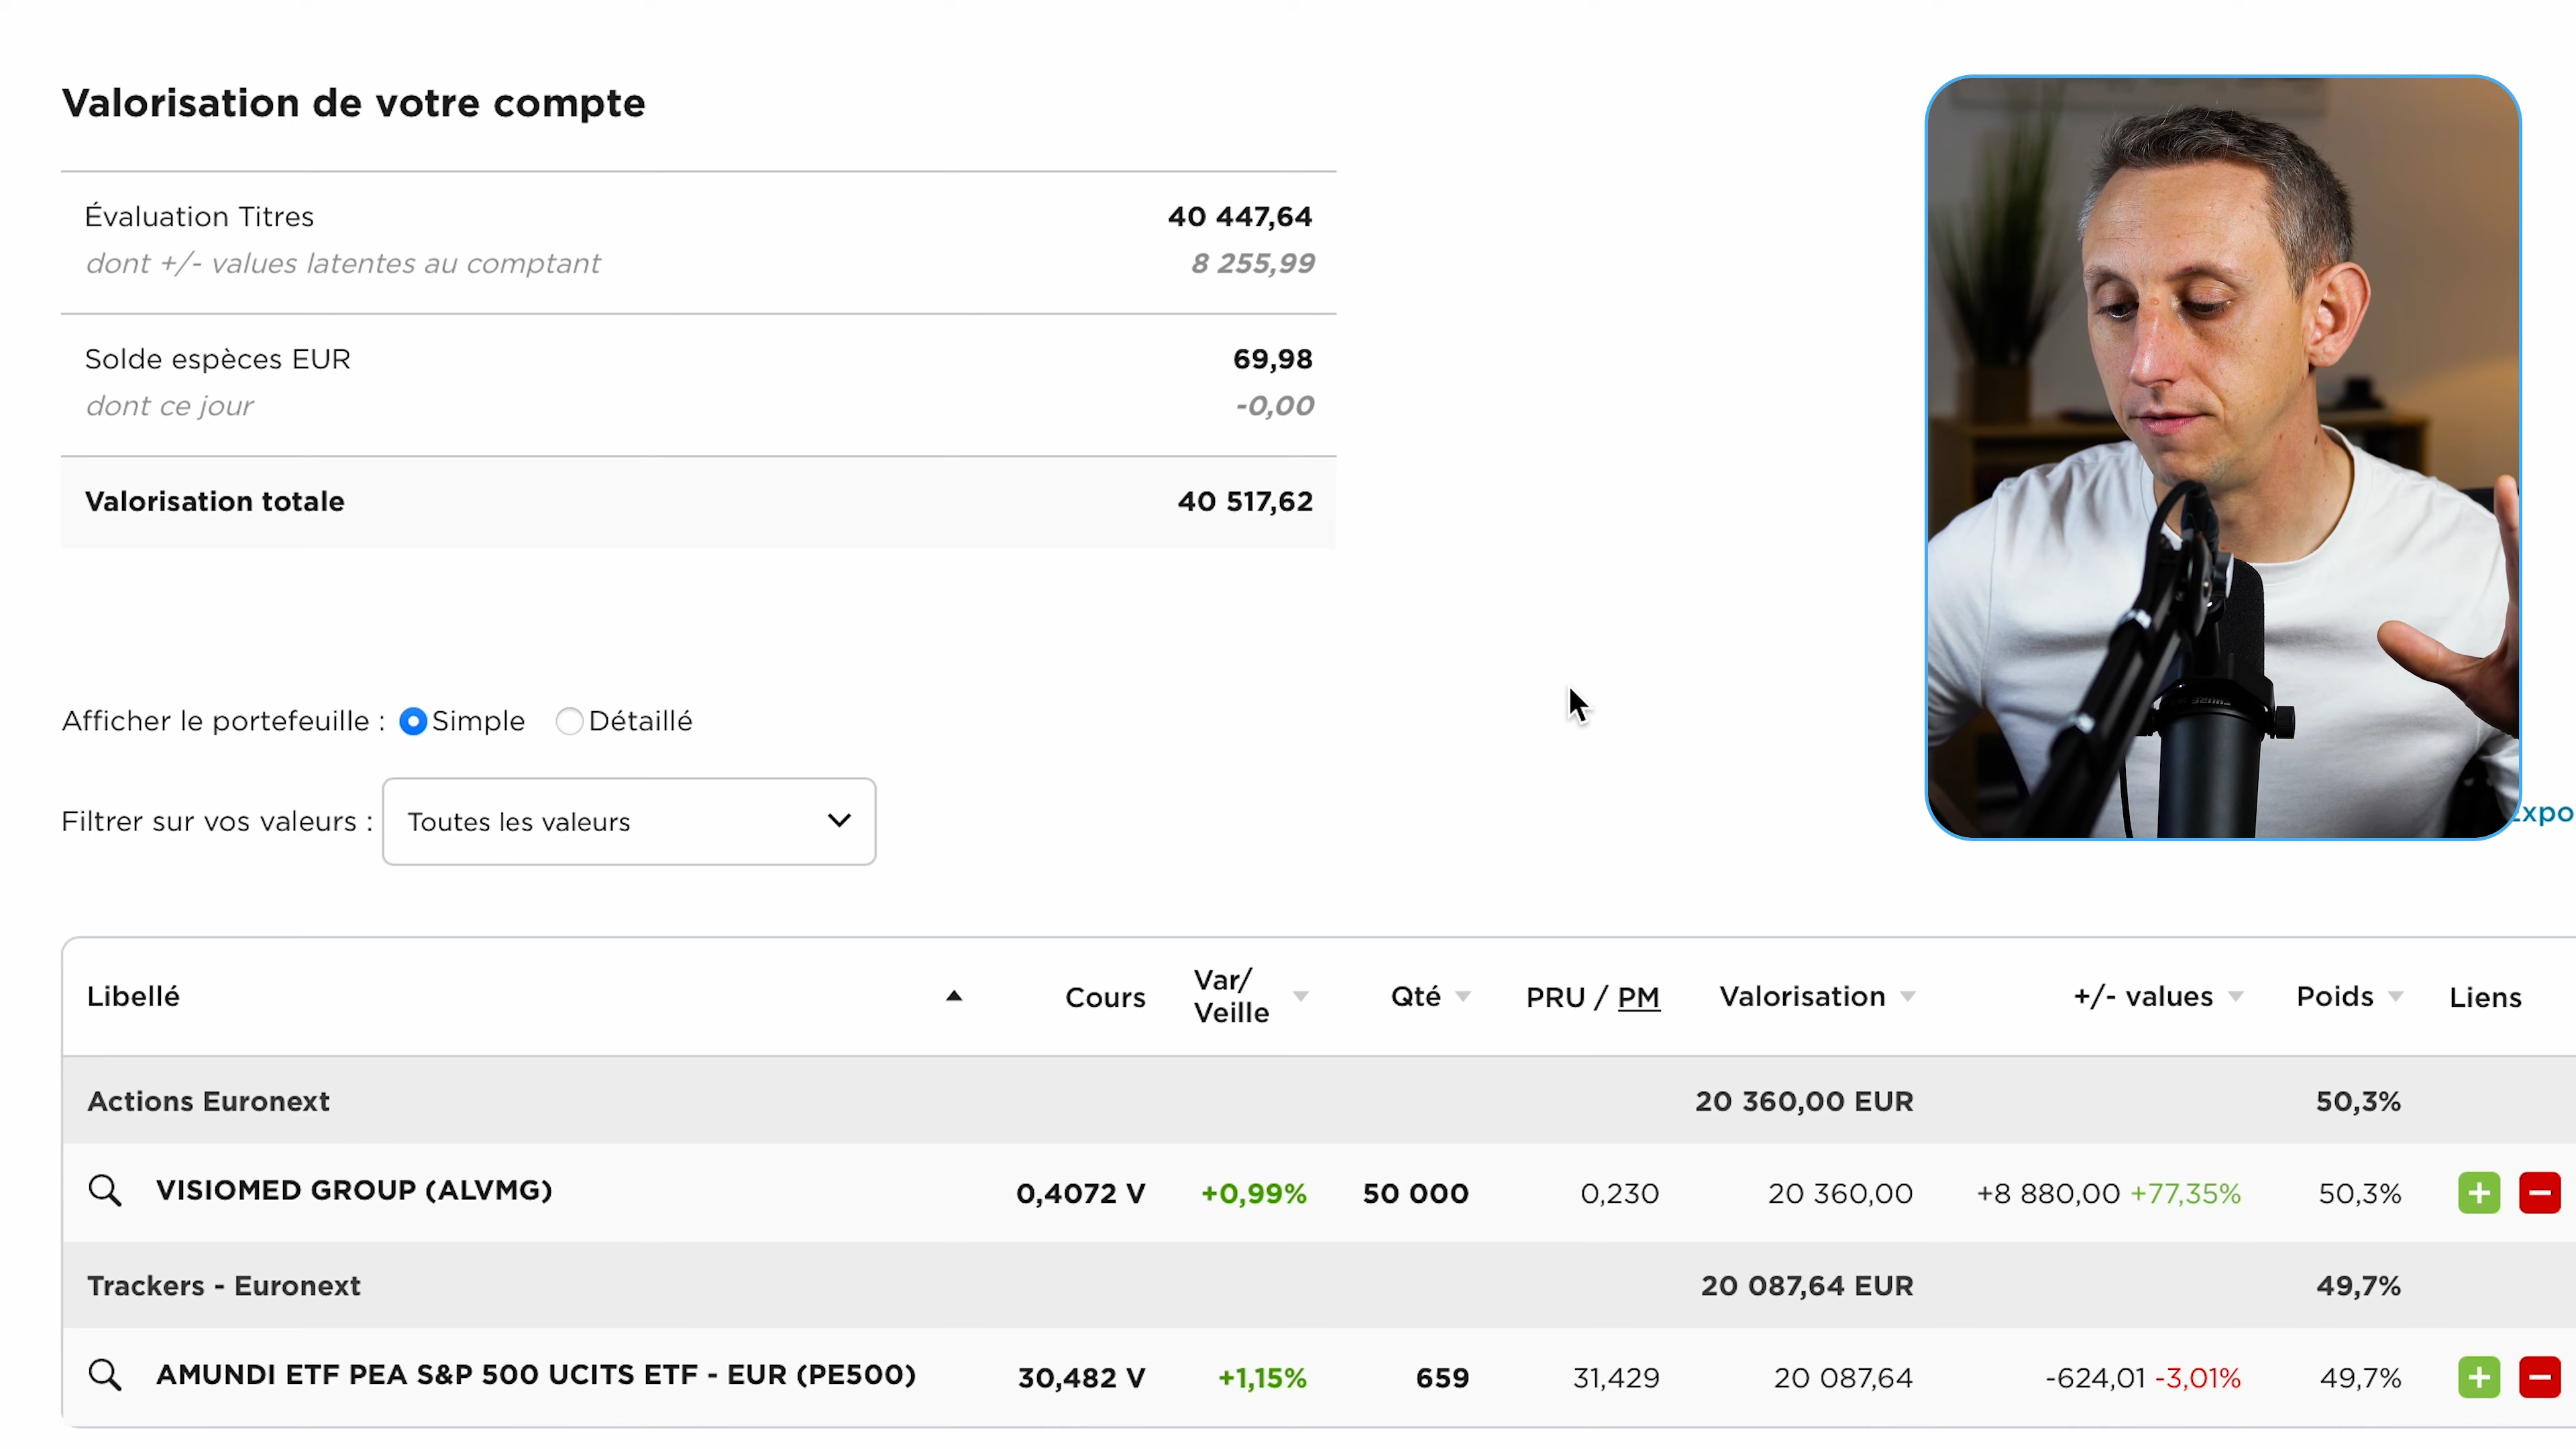 Valorisation de votre compte
Évaluation Titres 40 447,64
dont +/- values latentes au comptant 8 255,99
Solde espèces EUR 69,98
dont ce jour -0,00
Valorisation totale 40 517,62
Afficher le portefeuille : Simple Détaillé
Filtrer sur vos valeurs : Toutes les valeurs
Libellé Cours Var/ Veille Qté PRU / PM Valorisation +/- values Poids Liens
Actions Euronext 20 360,00 EUR 50,3%
VISIOMED GROUP (ALVMG) 0,4072 V +0,99% 50 000 0,230 20 360,00 +8 880,00 +77,35% 50,3%
Trackers - Euronext 20 087,64 EUR 49,7%
AMUNDI ETF PEA S&P 500 UCITS ETF - EUR (PE500) 30,482 V +1,15% 659 31,429 20 087,64 -624,01 -3,01% 49,7%